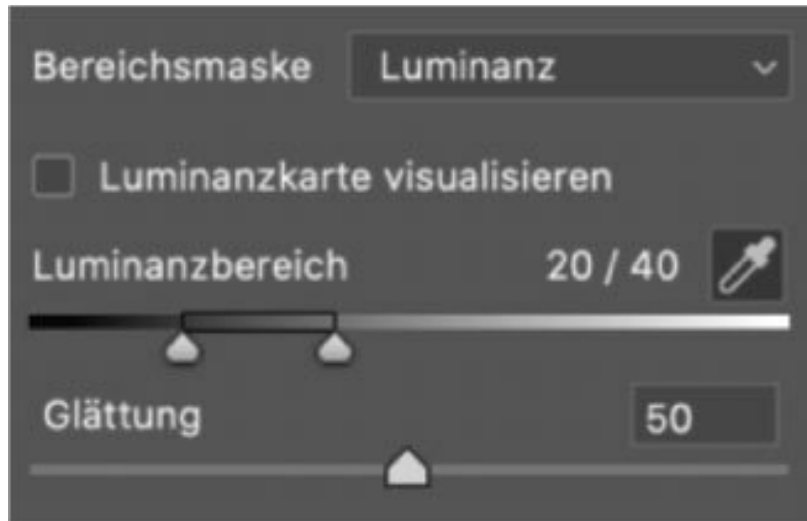 Bereichsmaske Luminanz
Luminanzkarte visualisieren
Luminanzbereich 20 / 40
Glättung 50